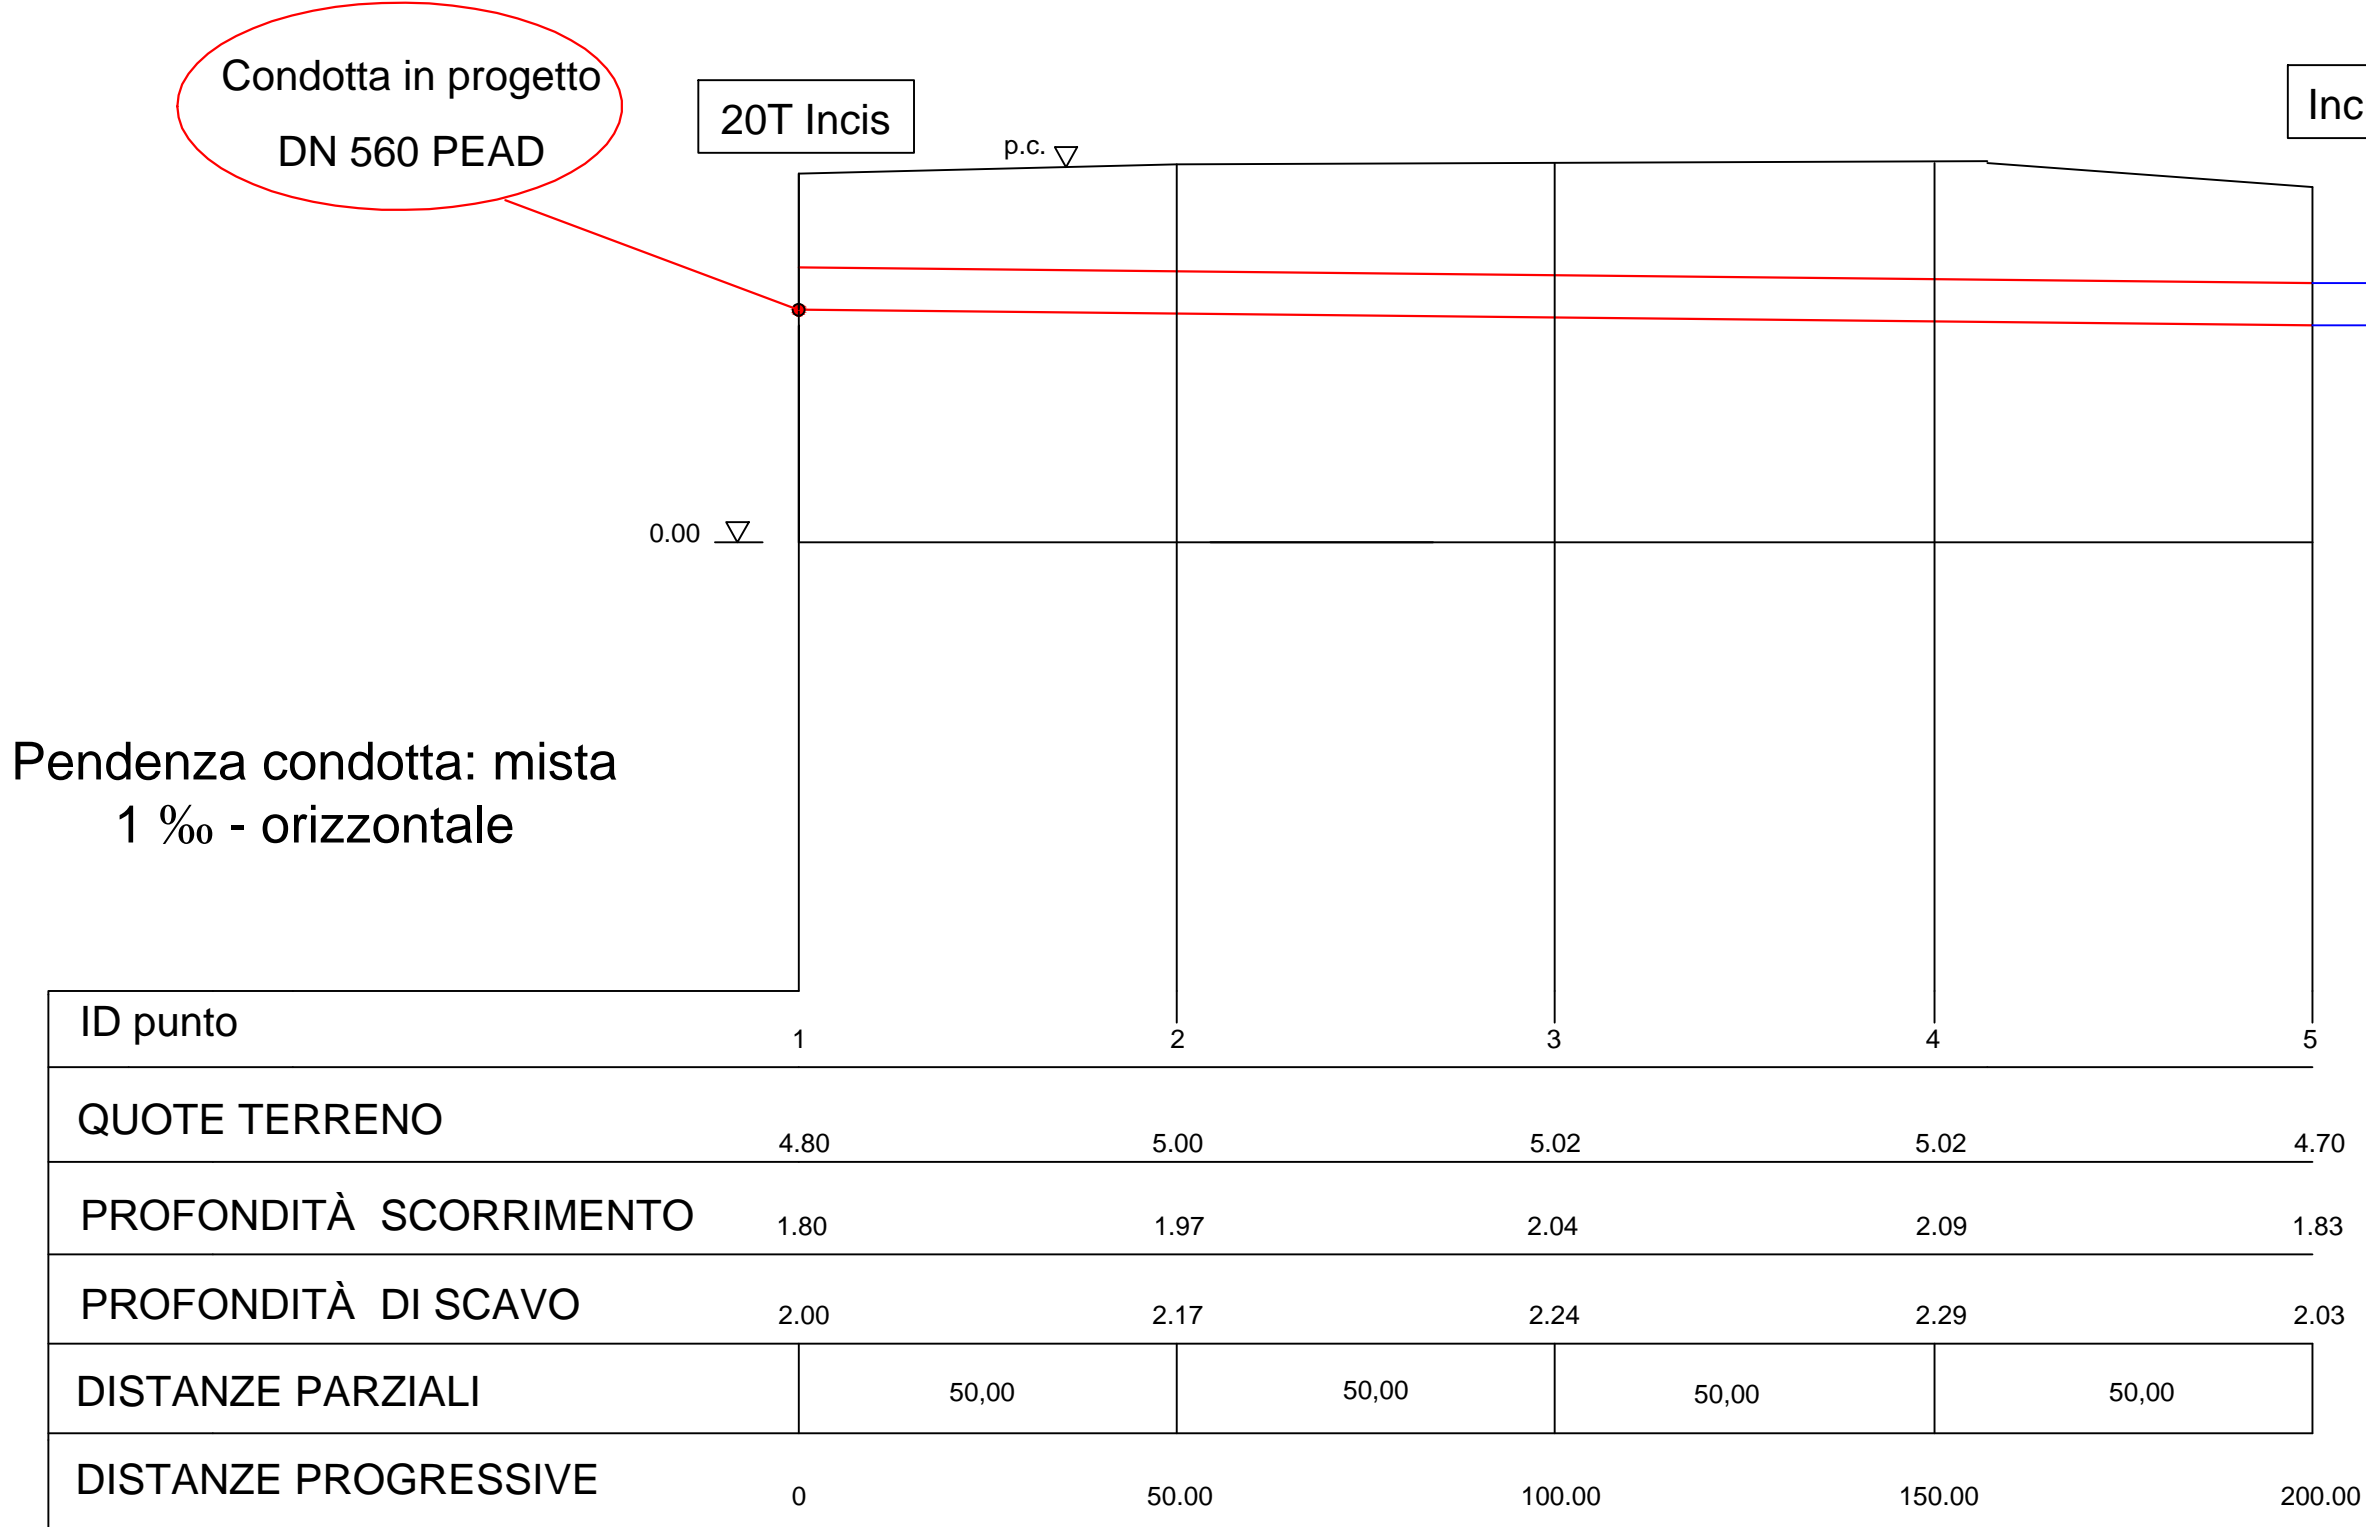 Condotta in progetto
DN 560 PEAD
20T Incis
Inc
p.c.
0.00
Pendenza condotta: mista
1 ‰ - orizzontale
ID punto 1 2 3 4 5
QUOTE TERRENO 4.80 5.00 5.02 5.02 4.70
PROFONDITÀ SCORRIMENTO 1.80 1.97 2.04 2.09 1.83
PROFONDITÀ DI SCAVO 2.00 2.17 2.24 2.29 2.03
DISTANZE PARZIALI 50,00 50,00 50,00 50,00
DISTANZE PROGRESSIVE 0 50.00 100.00 150.00 200.00